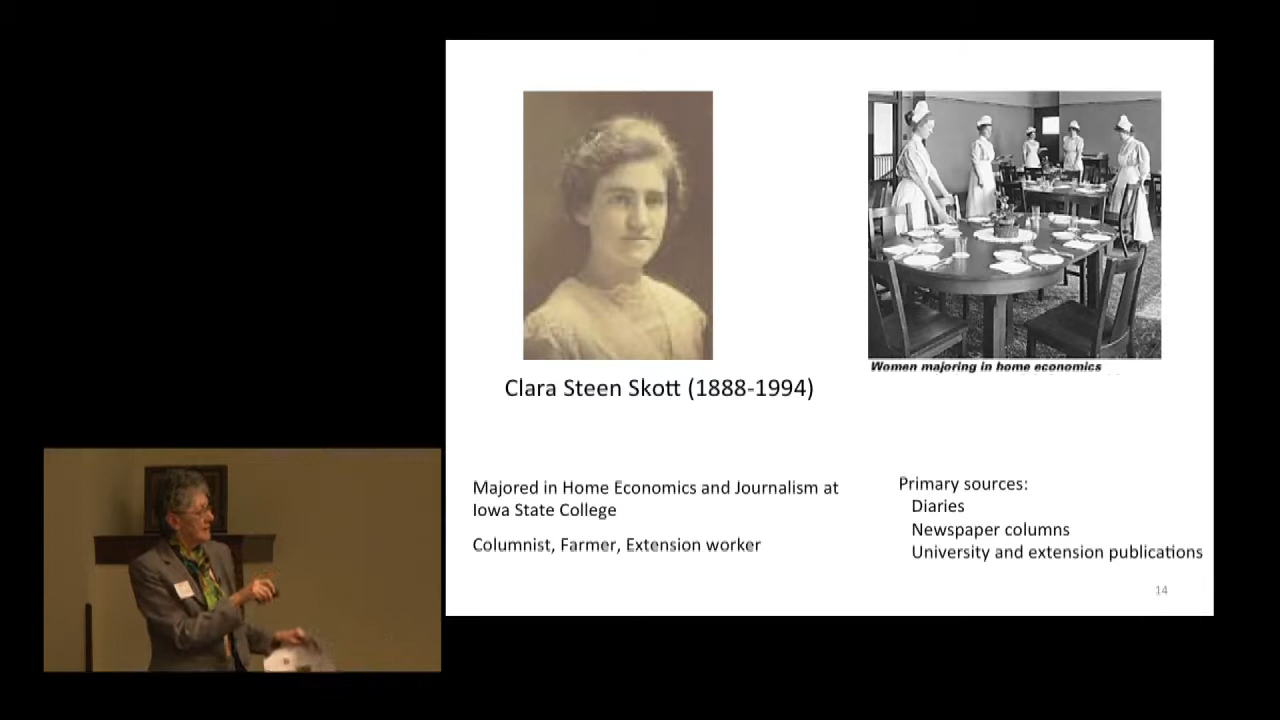 Women majoring in home economics
Clara Steen Skott (1888-1994)
Majored in Home Economics and Journalism at
Iowa State College
Columnist, Farmer, Extension worker
Primary sources:
Diaries
Newspaper columns
University and extension publications
14